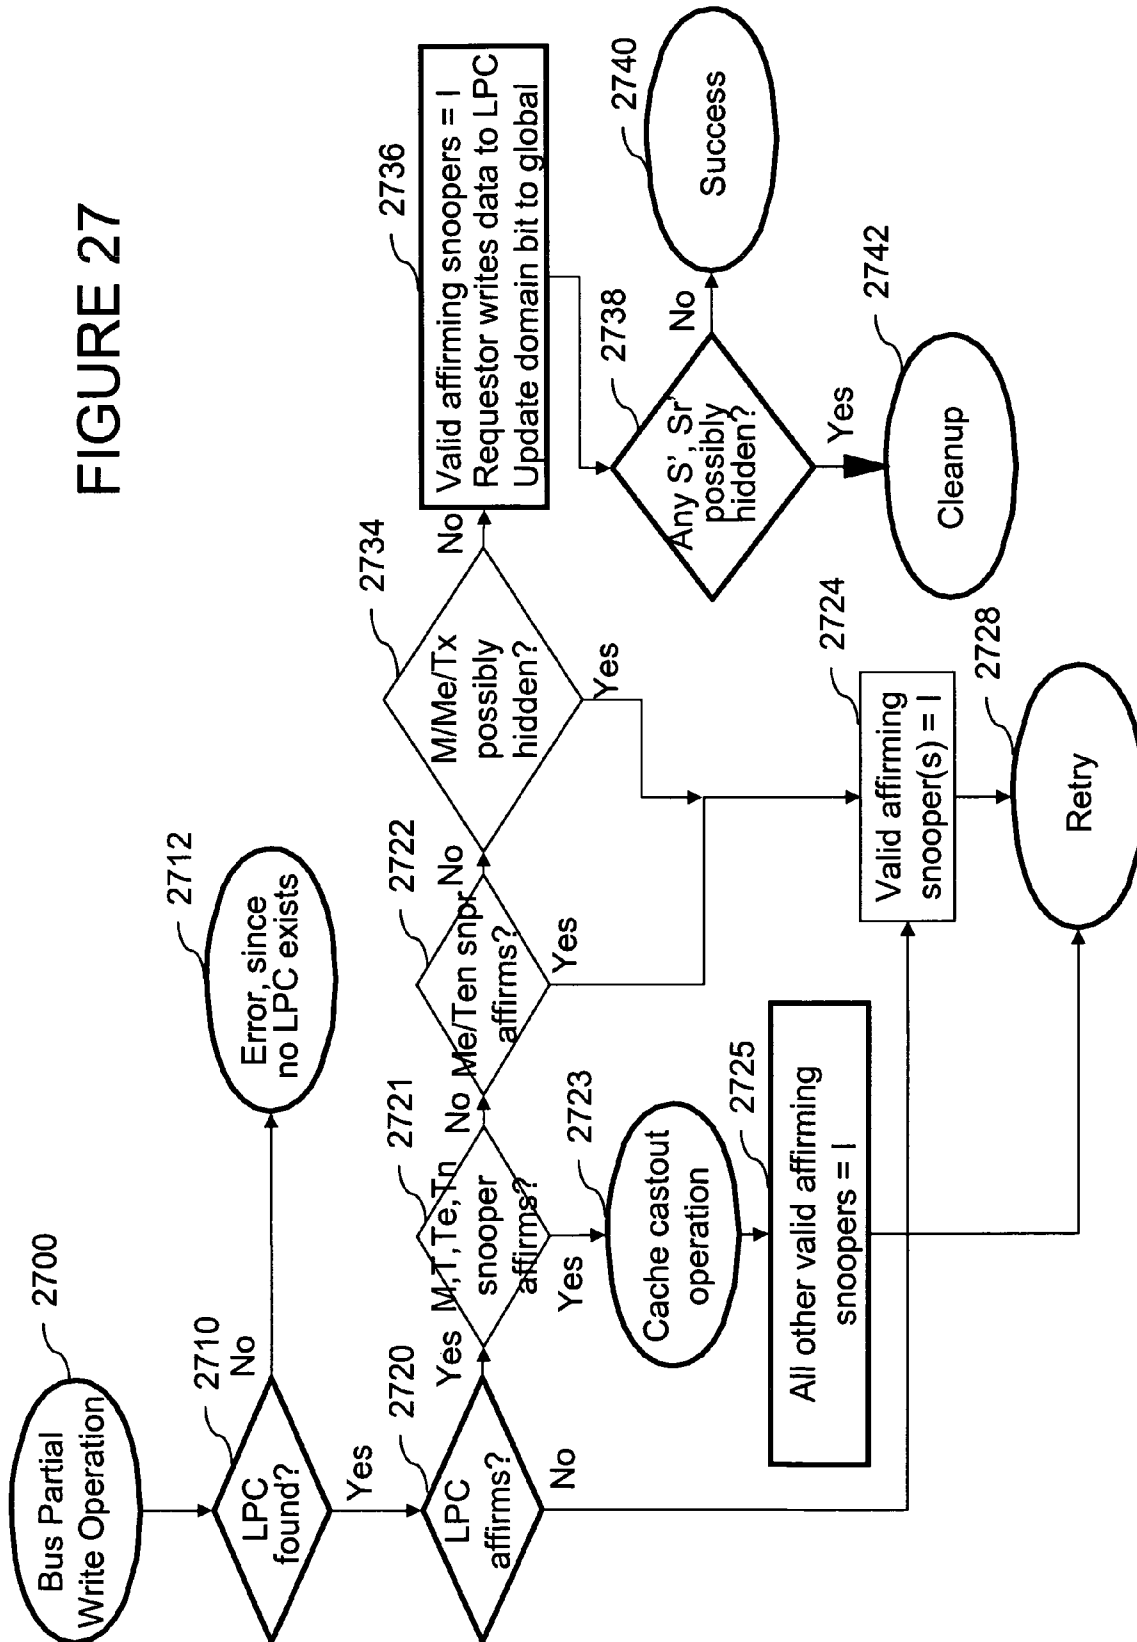 FIGURE 27
2700
Bus Partial
Write Operation
2710
LPC
found?
No
Yes
2712
Error, since
no LPC exists
2720
LPC
affirms?
Yes
No
2721
M,T,Te,Tn
snooper
affirms?
No
Yes
2722
Me/Ten snpr
affirms?
No
Yes
2734
M/Me/Tx
possibly
hidden?
No
Yes
2736
Valid affirming snoopers = I
Requestor writes data to LPC
Update domain bit to global
2738
Any S', Sr
possibly
hidden?
No
Yes
2740
Success
2742
Cleanup
2723
Cache castout
operation
2725
All other valid affirming
snoopers = I
2724
Valid affirming
snooper(s) = I
2728
Retry